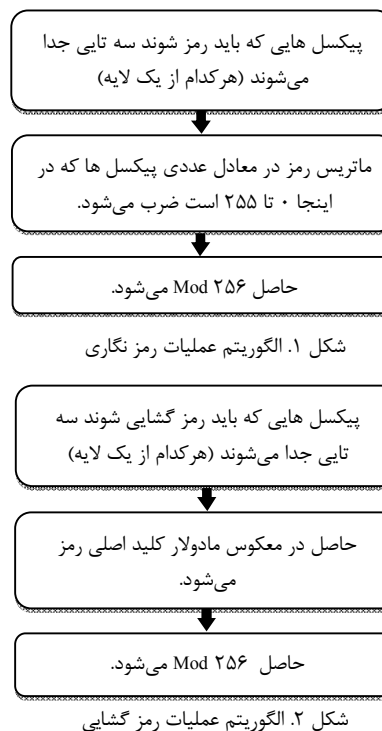 پیکسل هایی که باید رمز شوند سه تایی جدا
می‌شوند (هرکدام از یک لایه)
ماتریس رمز در معادل عددی پیکسل ها که در
اینجا ۰ تا ۲۵۵ است ضرب می‌شود.
حاصل Mod ۲۵۶ می‌شود.
شکل ۱. الگوریتم عملیات رمز نگاری
پیکسل هایی که باید رمز گشایی شوند سه
تایی جدا می‌شوند (هرکدام از یک لایه)
حاصل در معکوس مادولار کلید اصلی رمز
می‌شود.
حاصل Mod ۲۵۶ می‌شود.
شکل ۲. الگوریتم عملیات رمز گشایی